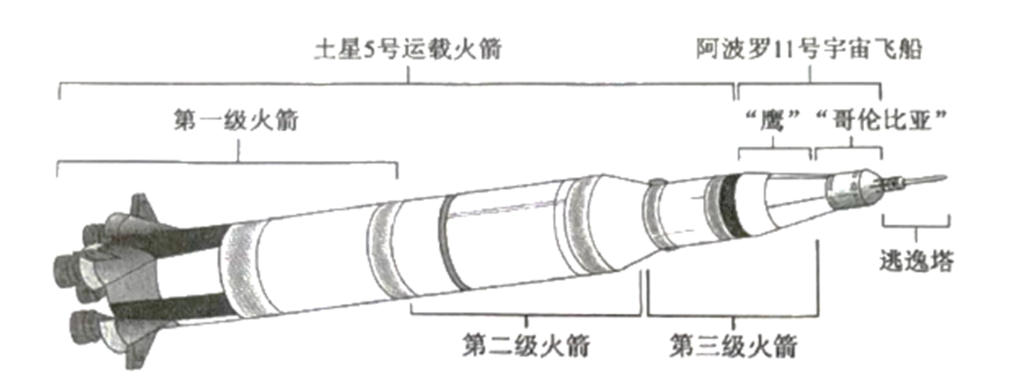 土星5号运载火箭
阿波罗11号宇宙飞船
第一级火箭
“鹰”
“哥伦比亚”
逃逸塔
第二级火箭
第三级火箭